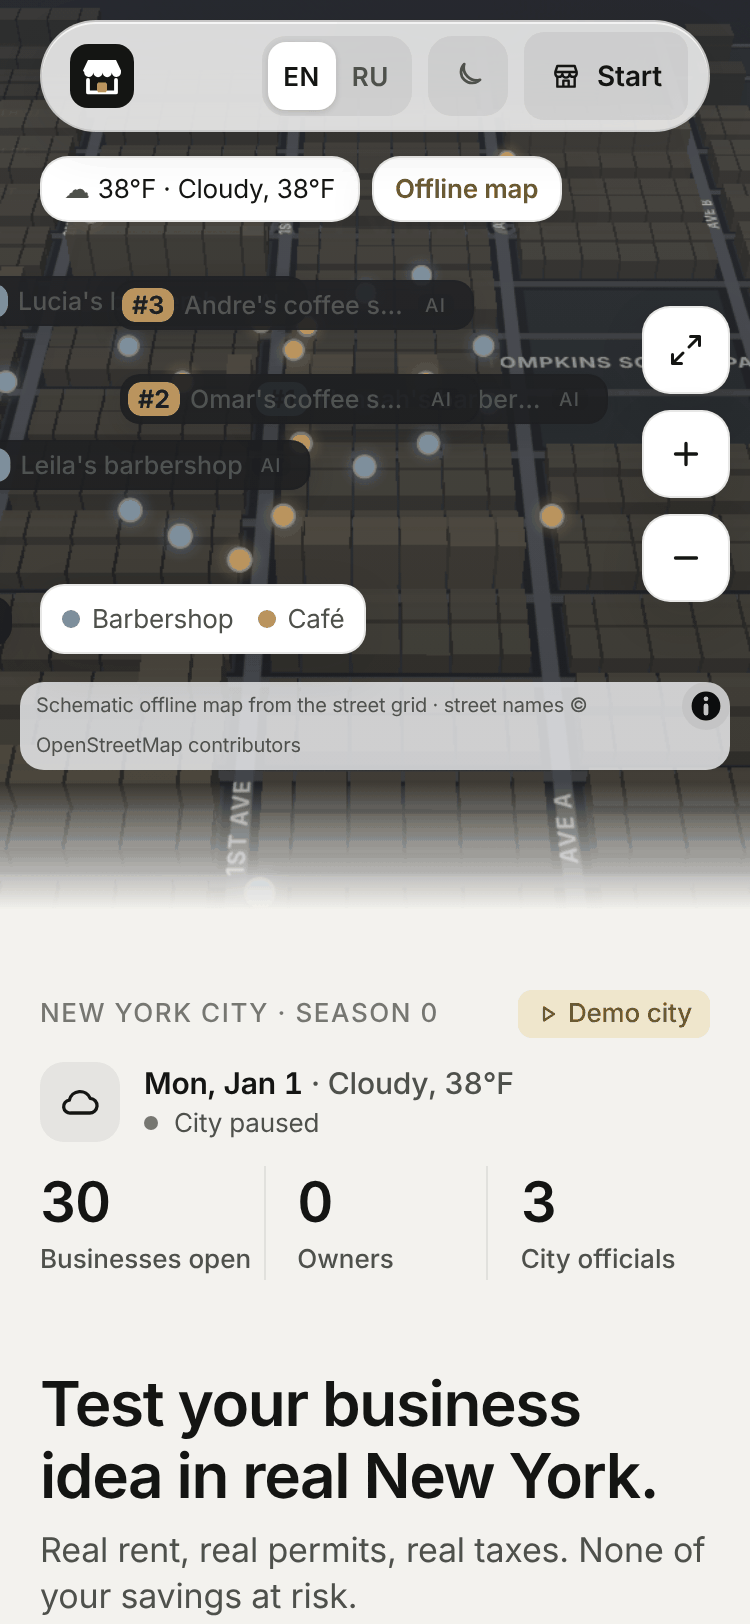 EN RU Start
38°F · Cloudy, 38°F Offline map
1S
AVE B
Lucia's #3 Andre's coffee s... AI
OMPKINS
#2 Omar's coffee s... AI ber... AI
Leila's barbershop AI
Barbershop Café
Schematic offline map from the street grid · street names ©
OpenStreetMap contributors
1ST AVE AVE A
NEW YORK CITY · SEASON 0 Demo city
Mon, Jan 1 · Cloudy, 38°F
City paused
30 0 3
Businesses open Owners City officials
Test your business
idea in real New York.
Real rent, real permits, real taxes. None of
your savings at risk.